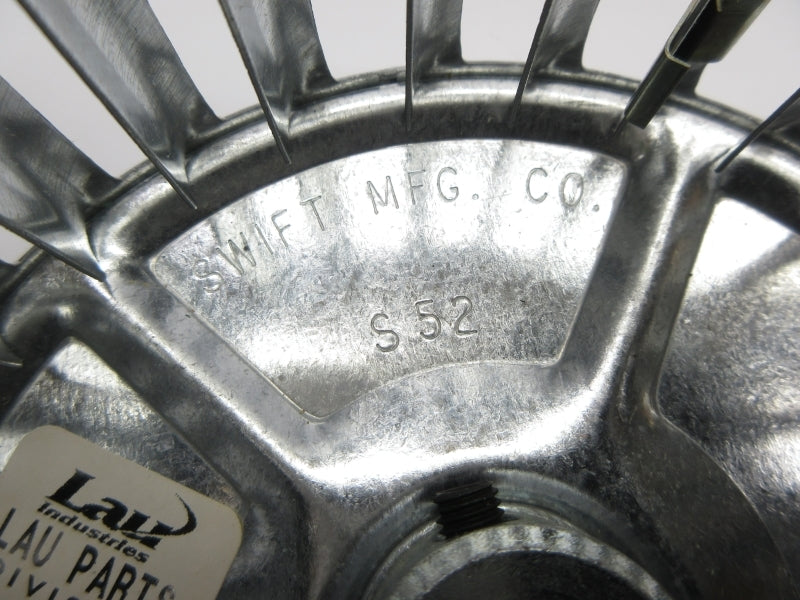 SWIFT MFG. CO.
S 52
Lau
Industries
LAU PARTS